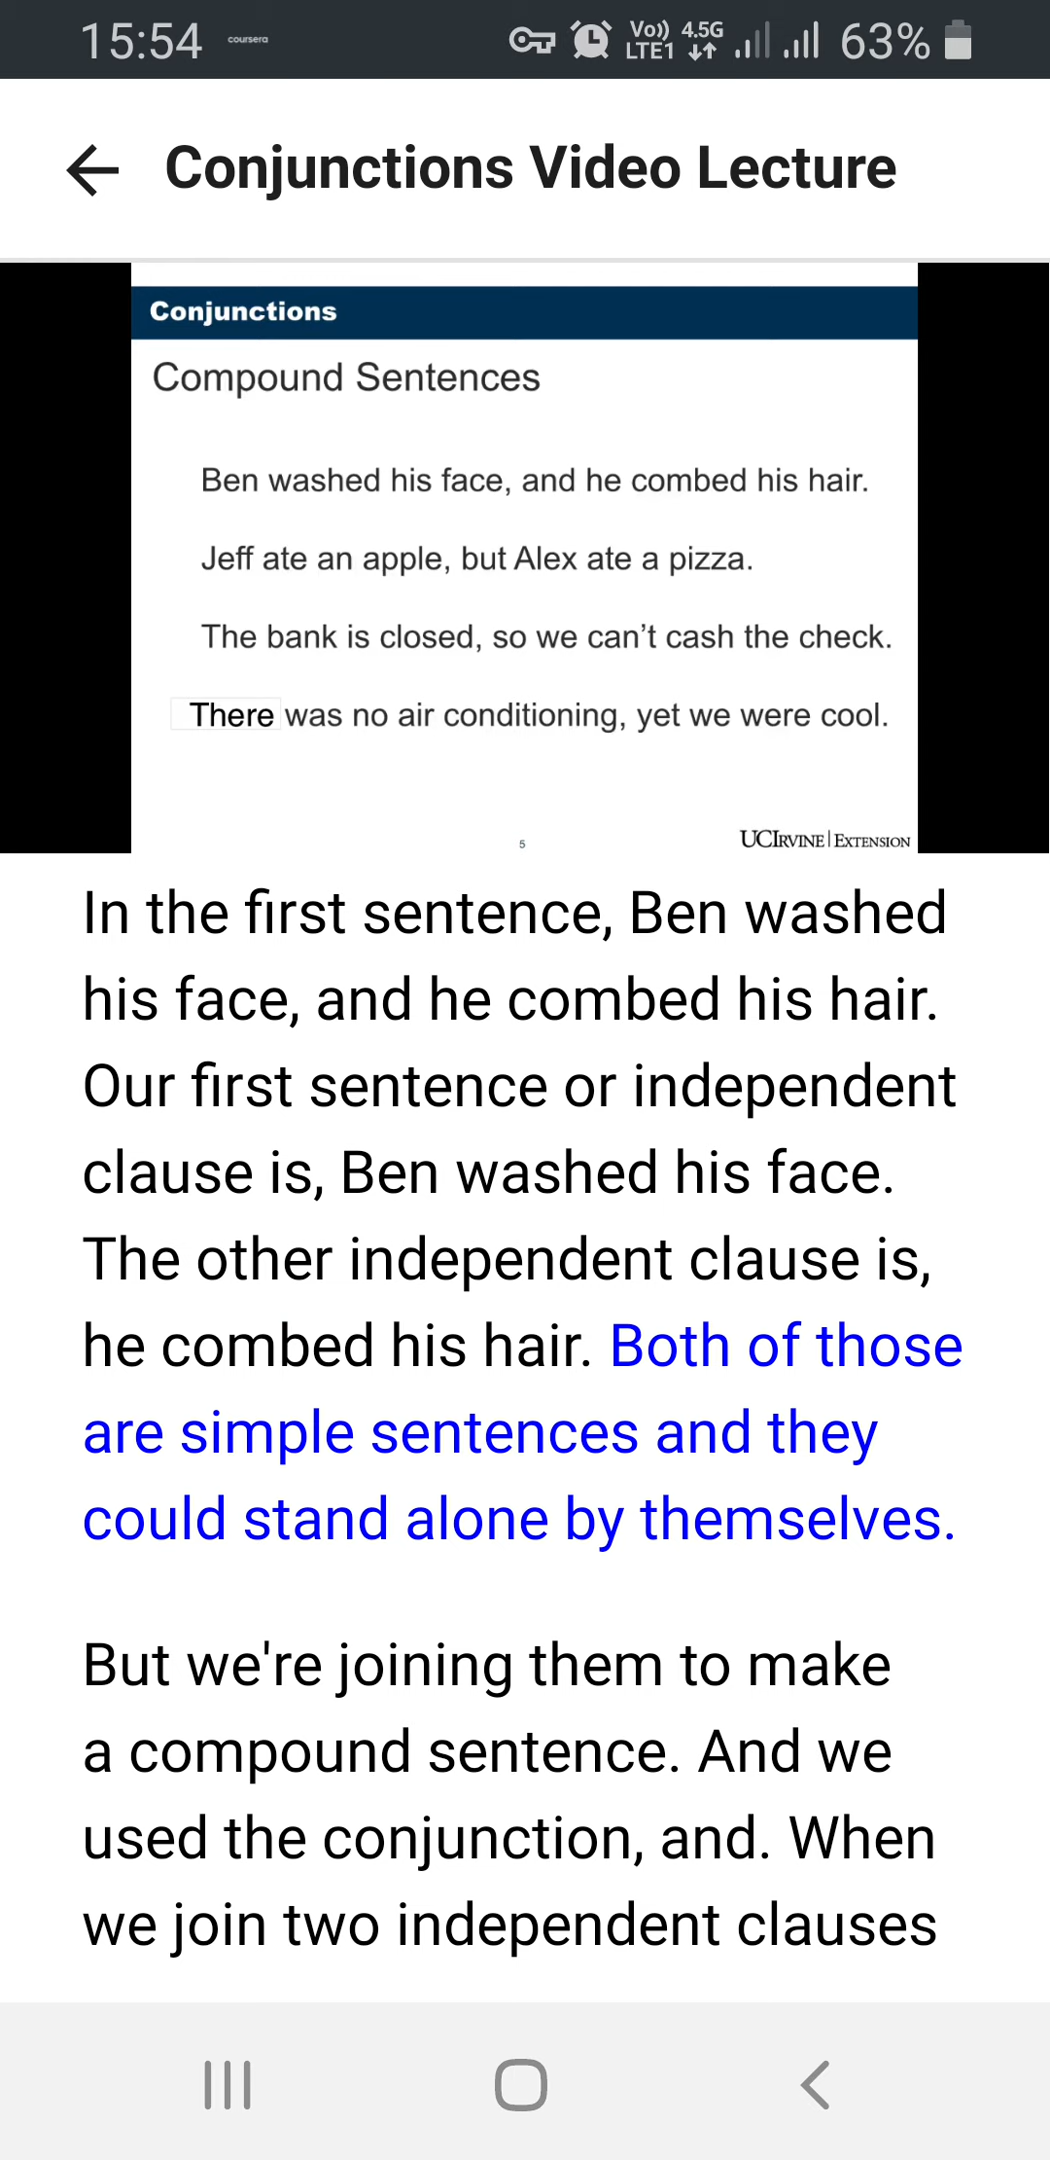 15:54 coursera Vo)) 4.5G 63%
LTE1
Conjunctions Video Lecture
Conjunctions
Compound Sentences
Ben washed his face, and he combed his hair.
Jeff ate an apple, but Alex ate a pizza.
The bank is closed, so we can’t cash the check.
There was no air conditioning, yet we were cool.
5 UCIRVINE | EXTENSION
In the first sentence, Ben washed
his face, and he combed his hair.
Our first sentence or independent
clause is, Ben washed his face.
The other independent clause is,
he combed his hair. Both of those
are simple sentences and they
could stand alone by themselves.
But we're joining them to make
a compound sentence. And we
used the conjunction, and. When
we join two independent clauses